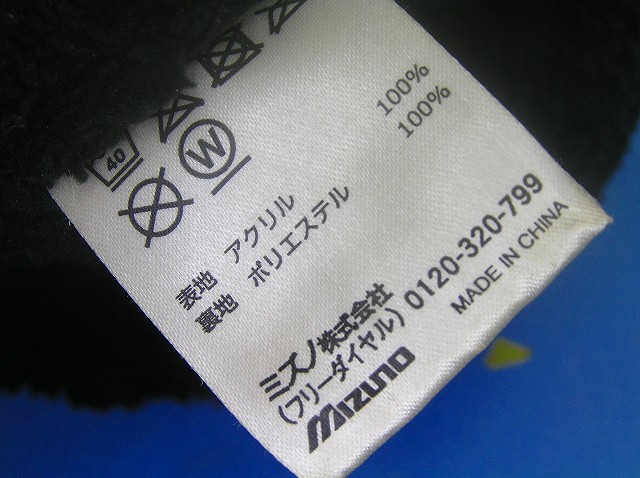 40
W
表地 アクリル 100%
裏地 ポリエステル 100%
ミズノ株式会社
(フリーダイヤル) 0120-320-799
MIZUNO MADE IN CHINA